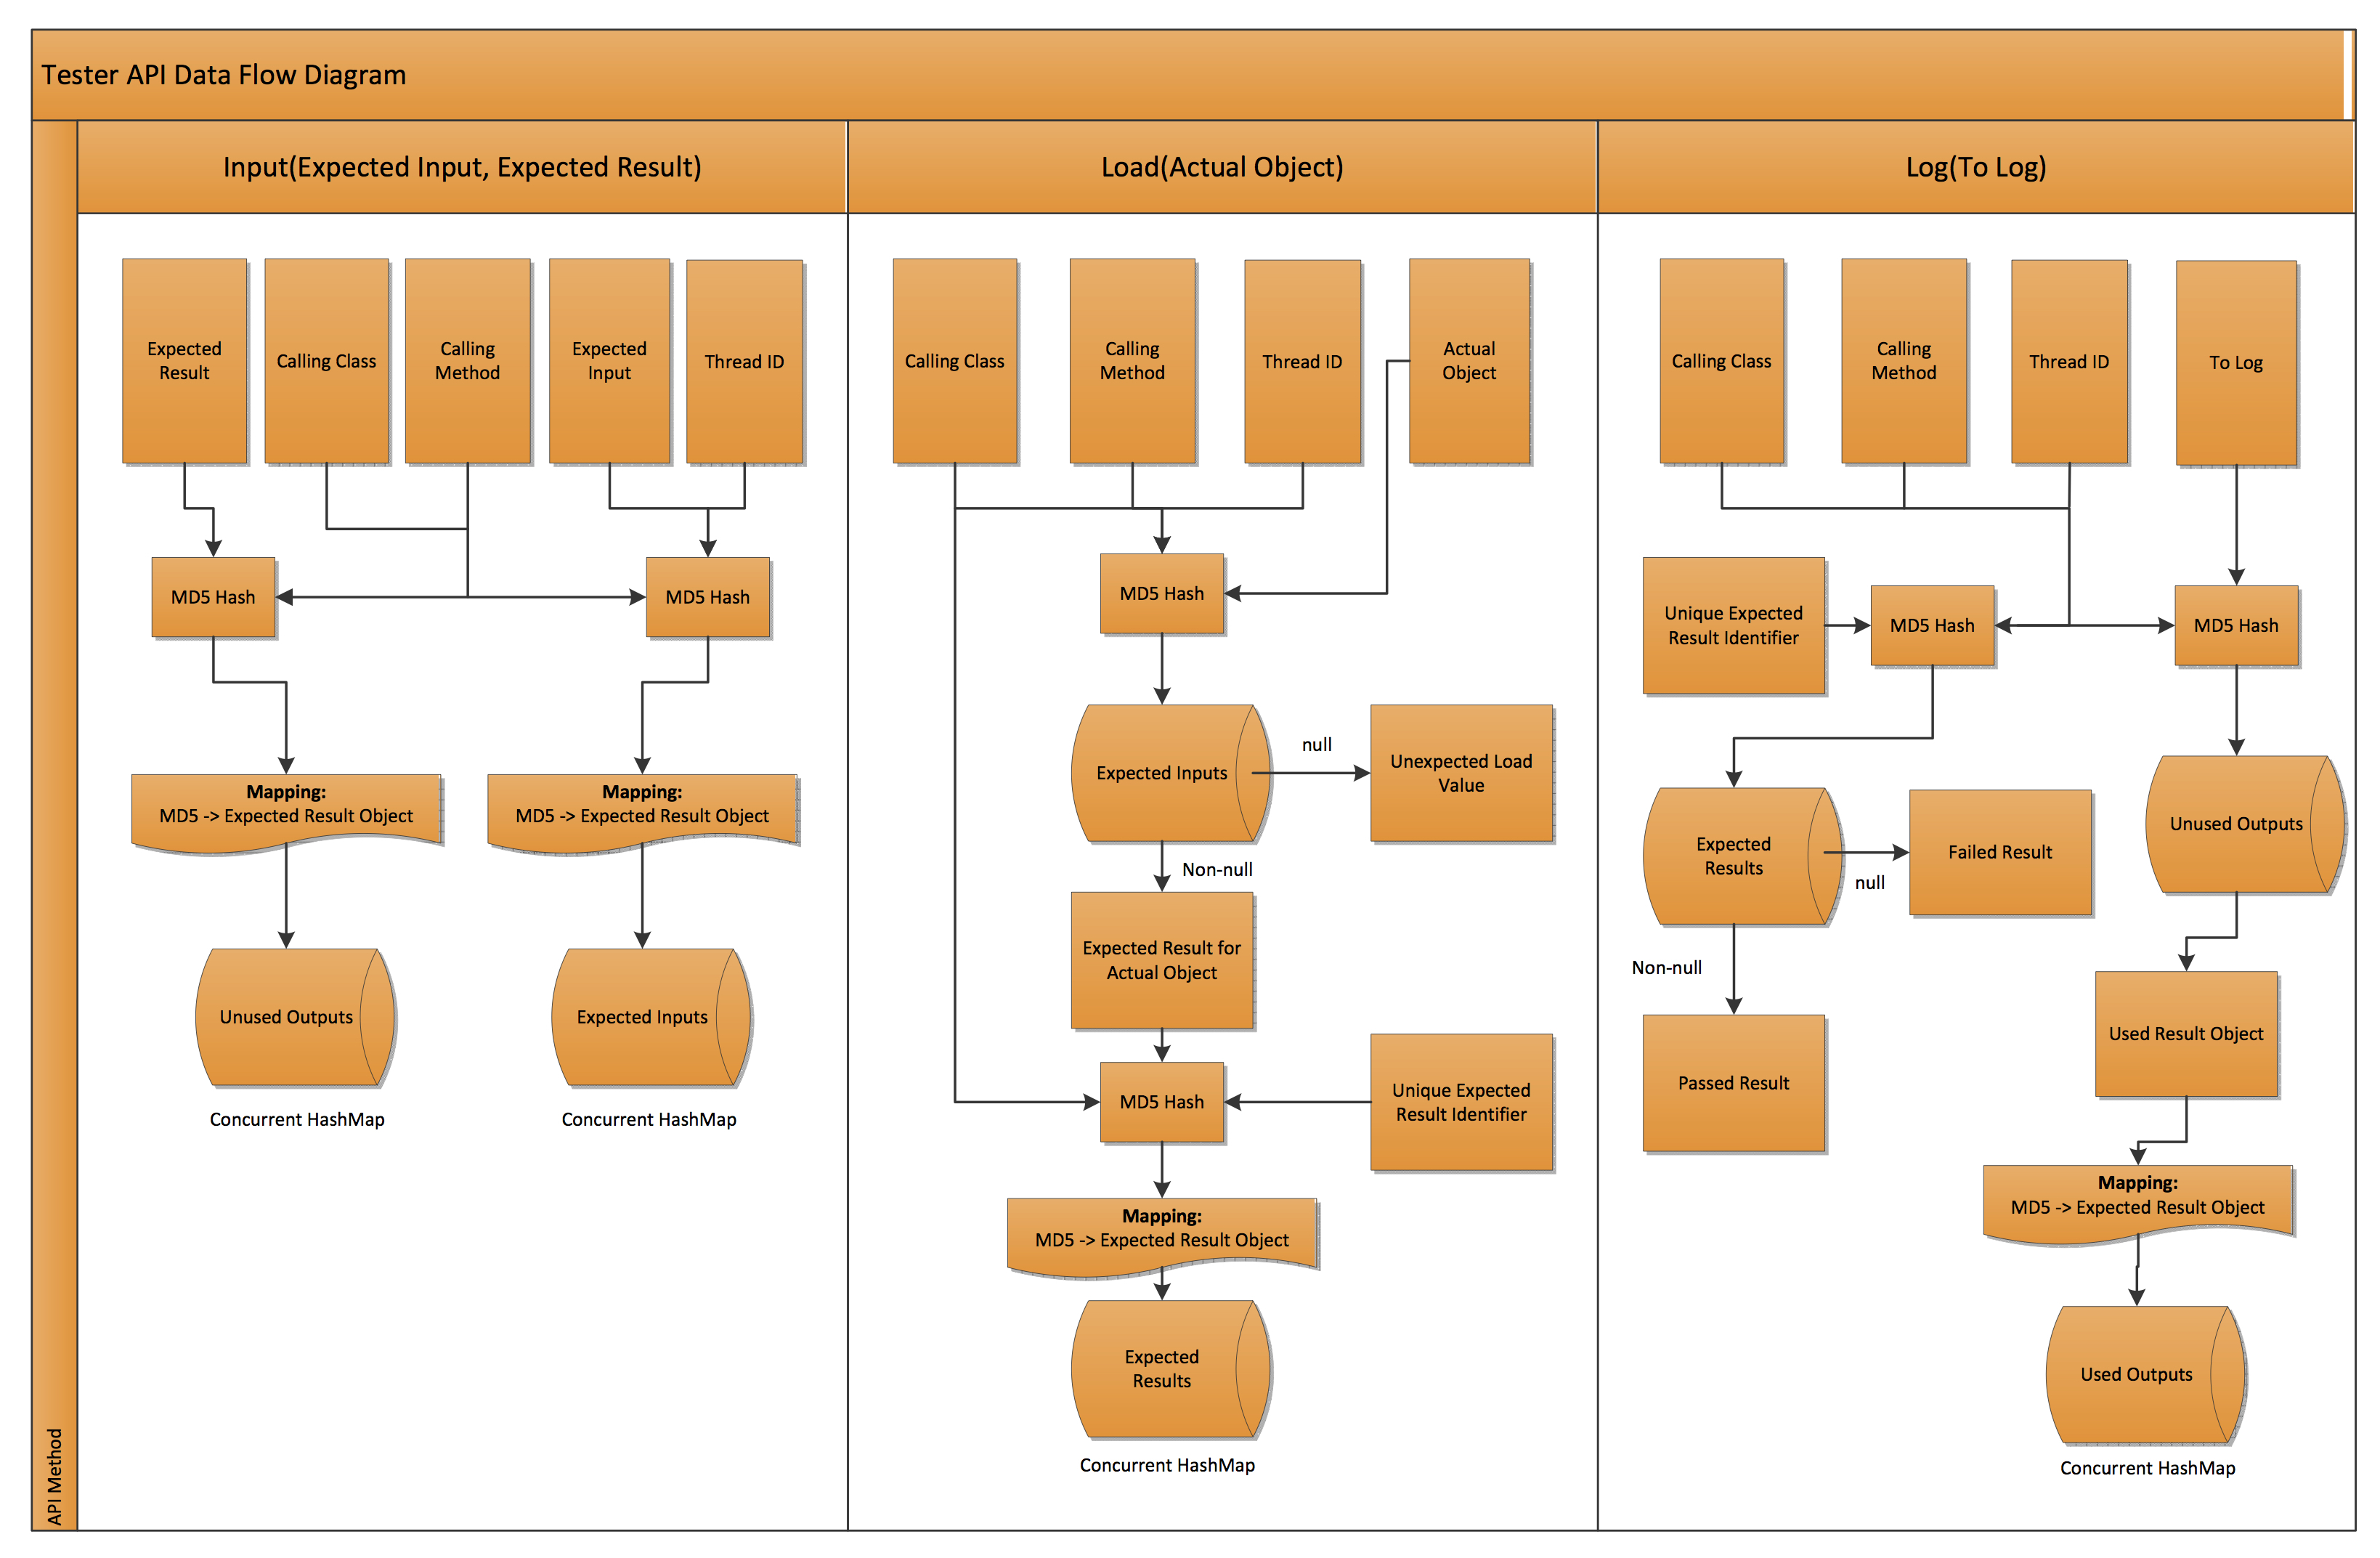 Tester API Data Flow Diagram
API Method
Input(Expected Input, Expected Result)
Expected
Result
Calling Class
Calling
Method
Expected
Input
Thread ID
MD5 Hash
MD5 Hash
Mapping:
MD5 -> Expected Result Object
Mapping:
MD5 -> Expected Result Object
Unused Outputs
Expected Inputs
Concurrent HashMap
Concurrent HashMap
Load(Actual Object)
Calling Class
Calling
Method
Thread ID
Actual
Object
MD5 Hash
Expected Inputs
null
Unexpected Load
Value
Non-null
Expected Result for
Actual Object
MD5 Hash
Unique Expected
Result Identifier
Mapping:
MD5 -> Expected Result Object
Expected
Results
Concurrent HashMap
Log(To Log)
Calling Class
Calling
Method
Thread ID
To Log
Unique Expected
Result Identifier
MD5 Hash
MD5 Hash
Expected
Results
null
Failed Result
Unused Outputs
Non-null
Passed Result
Used Result Object
Mapping:
MD5 -> Expected Result Object
Used Outputs
Concurrent HashMap